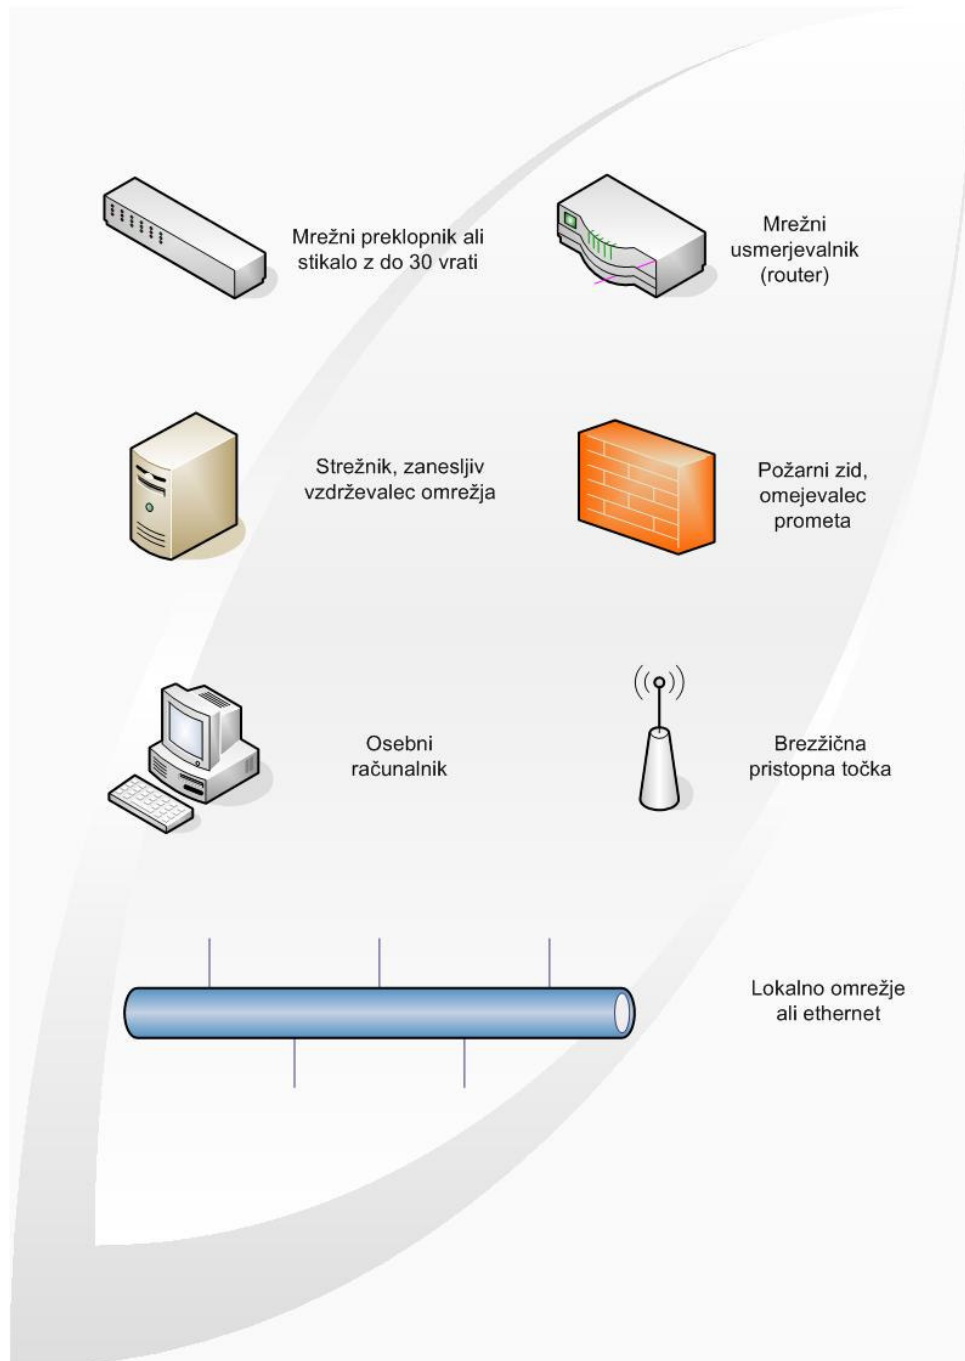 Mrežni preklopnik ali
stikalo z do 30 vrati
Mrežni
usmerjevalnik
(router)
Strežnik, zanesljiv
vzdrževalec omrežja
Požarni zid,
omejevalec
prometa
Osebni
računalnik
Brezžična
pristopna točka
Lokalno omrežje
ali ethernet